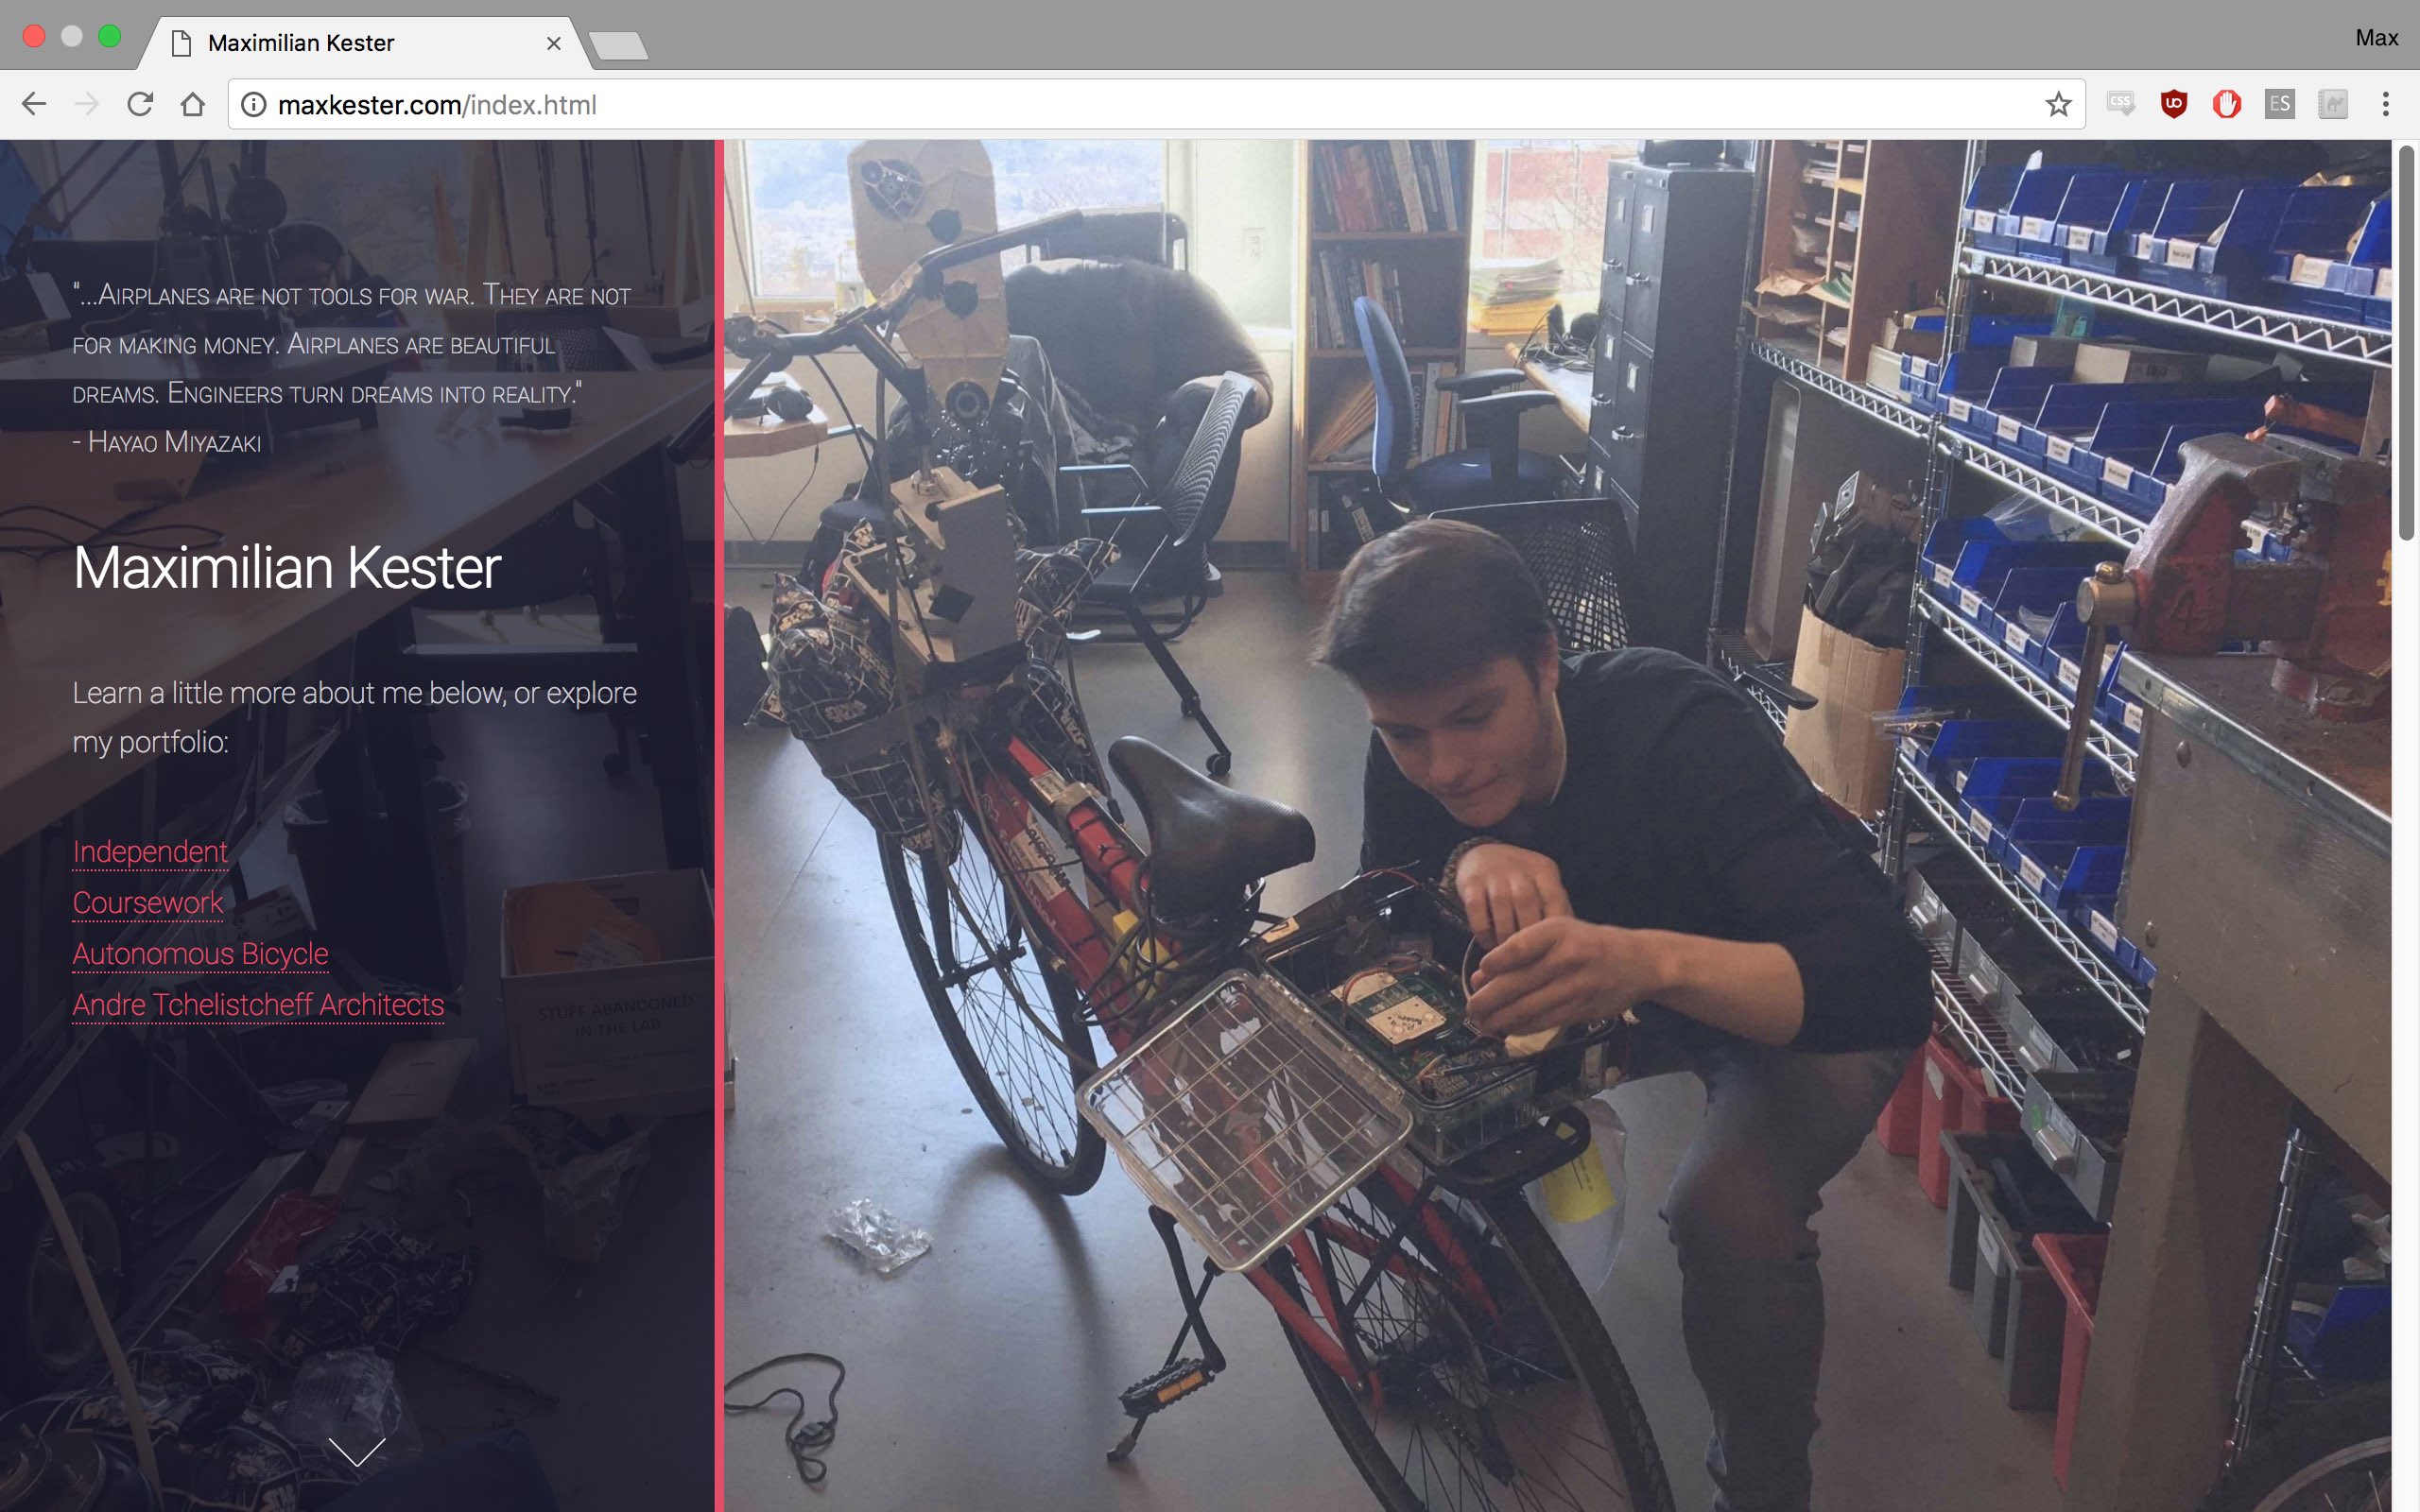 Maximilian Kester
Max
maxkester.com/index.html
CSS
UO
ES
"...Airplanes are not tools for war. They are not
for making money. Airplanes are beautiful
dreams. Engineers turn dreams into reality."
- Hayao Miyazaki
Maximilian Kester
Learn a little more about me below, or explore
my portfolio:
Independent
Coursework
Autonomous Bicycle
Andre Tchelistcheff Architects
STUFF ABANDONED
IN THE LAB